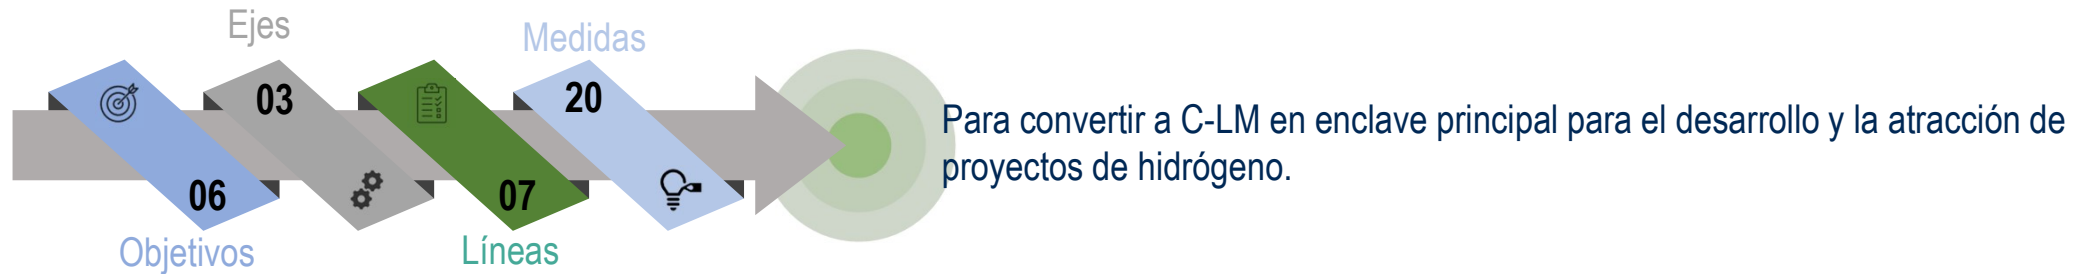 Ejes
Medidas
03
20
06
07
Objetivos
Líneas
Para convertir a C-LM en enclave principal para el desarrollo y la atracción de
proyectos de hidrógeno.